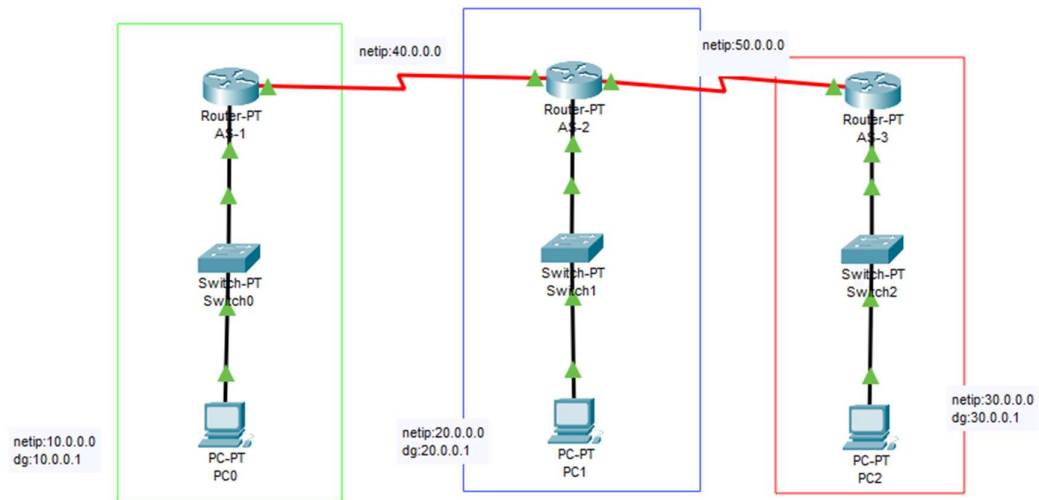 netip:40.0.0.0
netip:50.0.0.0
Router-PT
AS-1
Router-PT
AS-2
Router-PT
AS-3
Switch-PT
Switch0
Switch-PT
Switch1
Switch-PT
Switch2
netip:10.0.0.0
dg:10.0.0.1
PC-PT
PC0
netip:20.0.0.0
dg:20.0.0.1
PC-PT
PC1
PC-PT
PC2
netip:30.0.0.0
dg:30.0.0.1